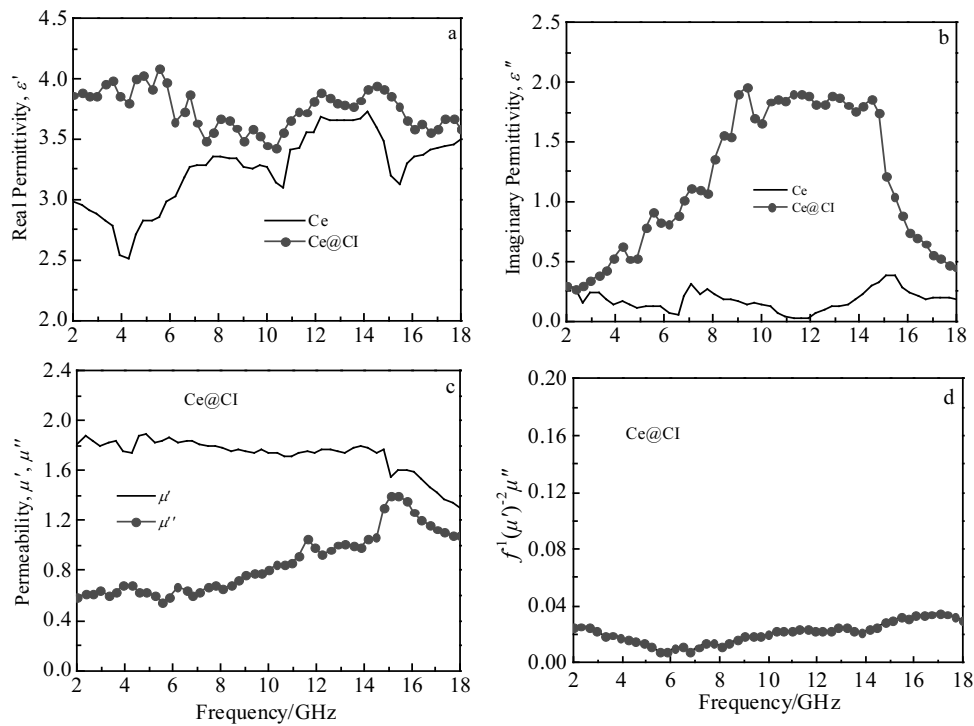 a
Real Permittivity, ε'
4.5
4.0
3.5
3.0
2.5
2.0
Ce
Ce@CI
2 4 6 8 10 12 14 16 18
b
Imaginary Permittivity, ε''
2.5
2.0
1.5
1.0
0.5
0.0
Ce
Ce@CI
2 4 6 8 10 12 14 16 18
c
Ce@CI
Permeability, μ', μ''
2.4
2.0
1.6
1.2
0.8
0.4
0.0
μ'
μ''
2 4 6 8 10 12 14 16 18
Frequency/GHz
d
Ce@CI
f⁻¹(μ')⁻²μ''
0.20
0.16
0.12
0.08
0.04
0.00
2 4 6 8 10 12 14 16 18
Frequency/GHz